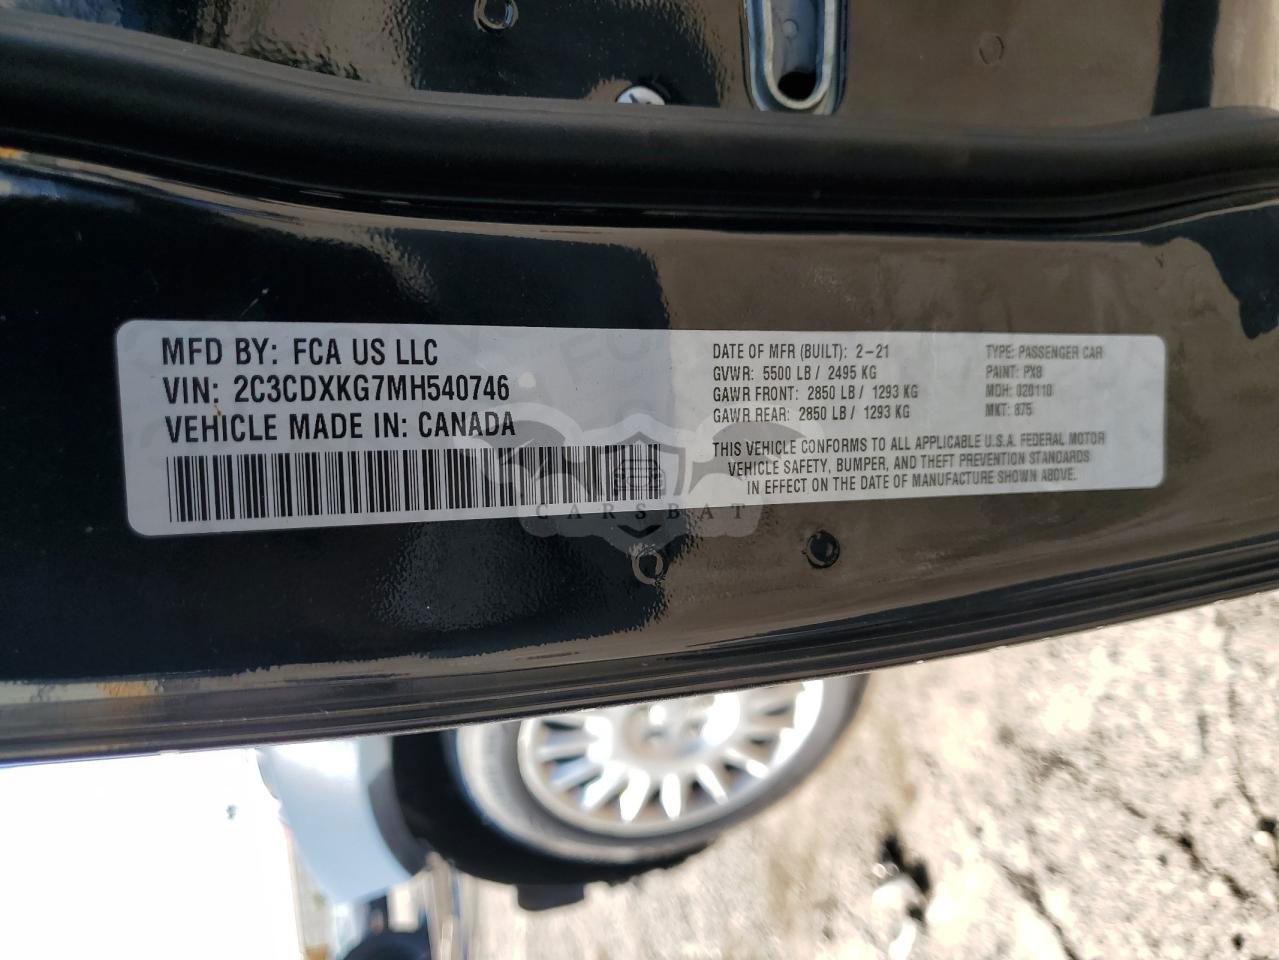 MFD BY: FCA US LLC
VIN: 2C3CDXKG7MH540746
VEHICLE MADE IN: CANADA
DATE OF MFR (BUILT): 2-21
GVWR: 5500 LB / 2495 KG
GAWR FRONT: 2850 LB / 1293 KG
GAWR REAR: 2850 LB / 1293 KG
TYPE: PASSENGER CAR
PAINT: PX8
MDH: 020110
MKT: 875
THIS VEHICLE CONFORMS TO ALL APPLICABLE U.S.A. FEDERAL MOTOR
VEHICLE SAFETY, BUMPER, AND THEFT PREVENTION STANDARDS
IN EFFECT ON THE DATE OF MANUFACTURE SHOWN ABOVE.
CARSBAT